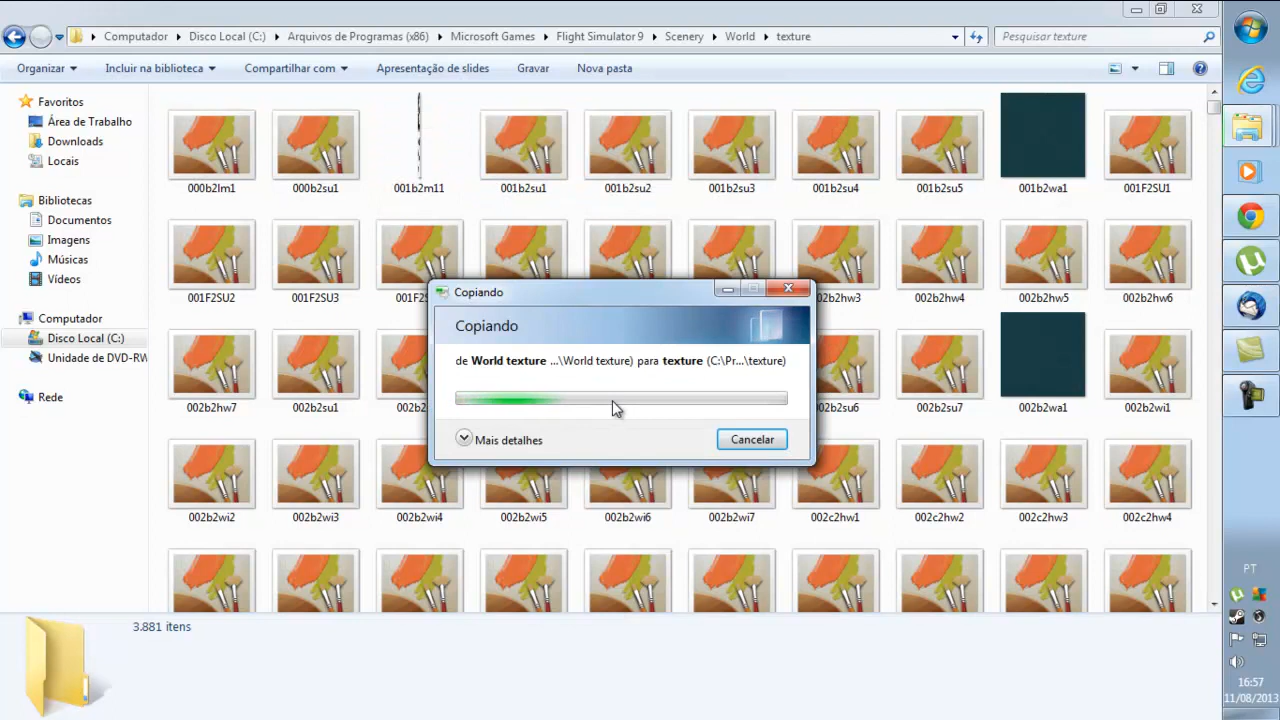 Computador Disco Local (C:) Arquivos de Programas (x86) Microsoft Games Flight Simulator 9 Scenery World texture Pesquisar texture
Organizar Incluir na biblioteca Compartilhar com Apresentação de slides Gravar Nova pasta
Favoritos
Área de Trabalho
Downloads
Locais
Bibliotecas
Documentos
Imagens
Músicas
Vídeos
Computador
Disco Local (C:)
Unidade de DVD-RW
Rede
000b2lm1 000b2su1 001b2m11 001b2su1 001b2su2 001b2su3 001b2su4 001b2su5 001b2wa1 001F2SU1
001F2SU2 001F2SU3 002b2hw3 002b2hw4 002b2hw5 002b2hw6
002b2hw7 002b2su1 002b2su6 002b2su7 002b2wa1 002b2wi1
002b2wi2 002b2wi3 002b2wi4 002b2wi5 002b2wi6 002b2wi7 002c2hw1 002c2hw2 002c2hw3 002c2hw4
Copiando
Copiando
de World texture ...\World texture) para texture (C:\Pr...\texture)
Mais detalhes Cancelar
3.881 itens
PT
16:57
11/08/2013